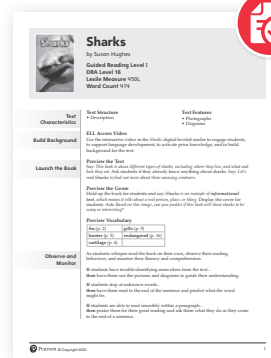 Sharks
Sharks
by Susan Hughes
Guided Reading Level I
DRA Level 16
Lexile Measure 450L
Word Count 414
Text
Characteristics
Text Structure
• Description
Text Features
• Photographs
• Diagrams
Build Background
ELL Access Video
Use the interactive video in the Sharks digital leveled reader to engage students,
to support language development, to activate prior knowledge, and to build
background for the text.
Launch the Book
Preview the Text
Say: This book is about different types of sharks, including where they live, and what and
how they eat. Ask students if they already know anything about sharks. Say: Let's
read Sharks to find out more about these amazing creatures.
Preview the Genre
Hold up the book for students and say: Sharks is an example of informational
text, which means it tells about a real person, place, or thing. Display the cover for
students. Ask: Based on the image, can you predict if this book will show sharks to be
scary or interesting?
Preview Vocabulary
fin (p. 2)
gills (p. 9)
hunter (p. 5)
endangered (p. 16)
cartilage (p. 6)
Observe and
Monitor
As students whisper-read the book on their own, observe their reading
behaviors, and monitor their fluency and comprehension.
If students have trouble identifying main ideas from the text...
then have them use the pictures and diagrams to guide their understanding.
If students stop at unknown words...
then have them read to the end of the sentence and predict what the word
might be.
If students are able to read smoothly within a paragraph...
then praise them for their good reading and ask them what they do as they come
to the end of a sentence.
Pearson © Copyright 2020
1